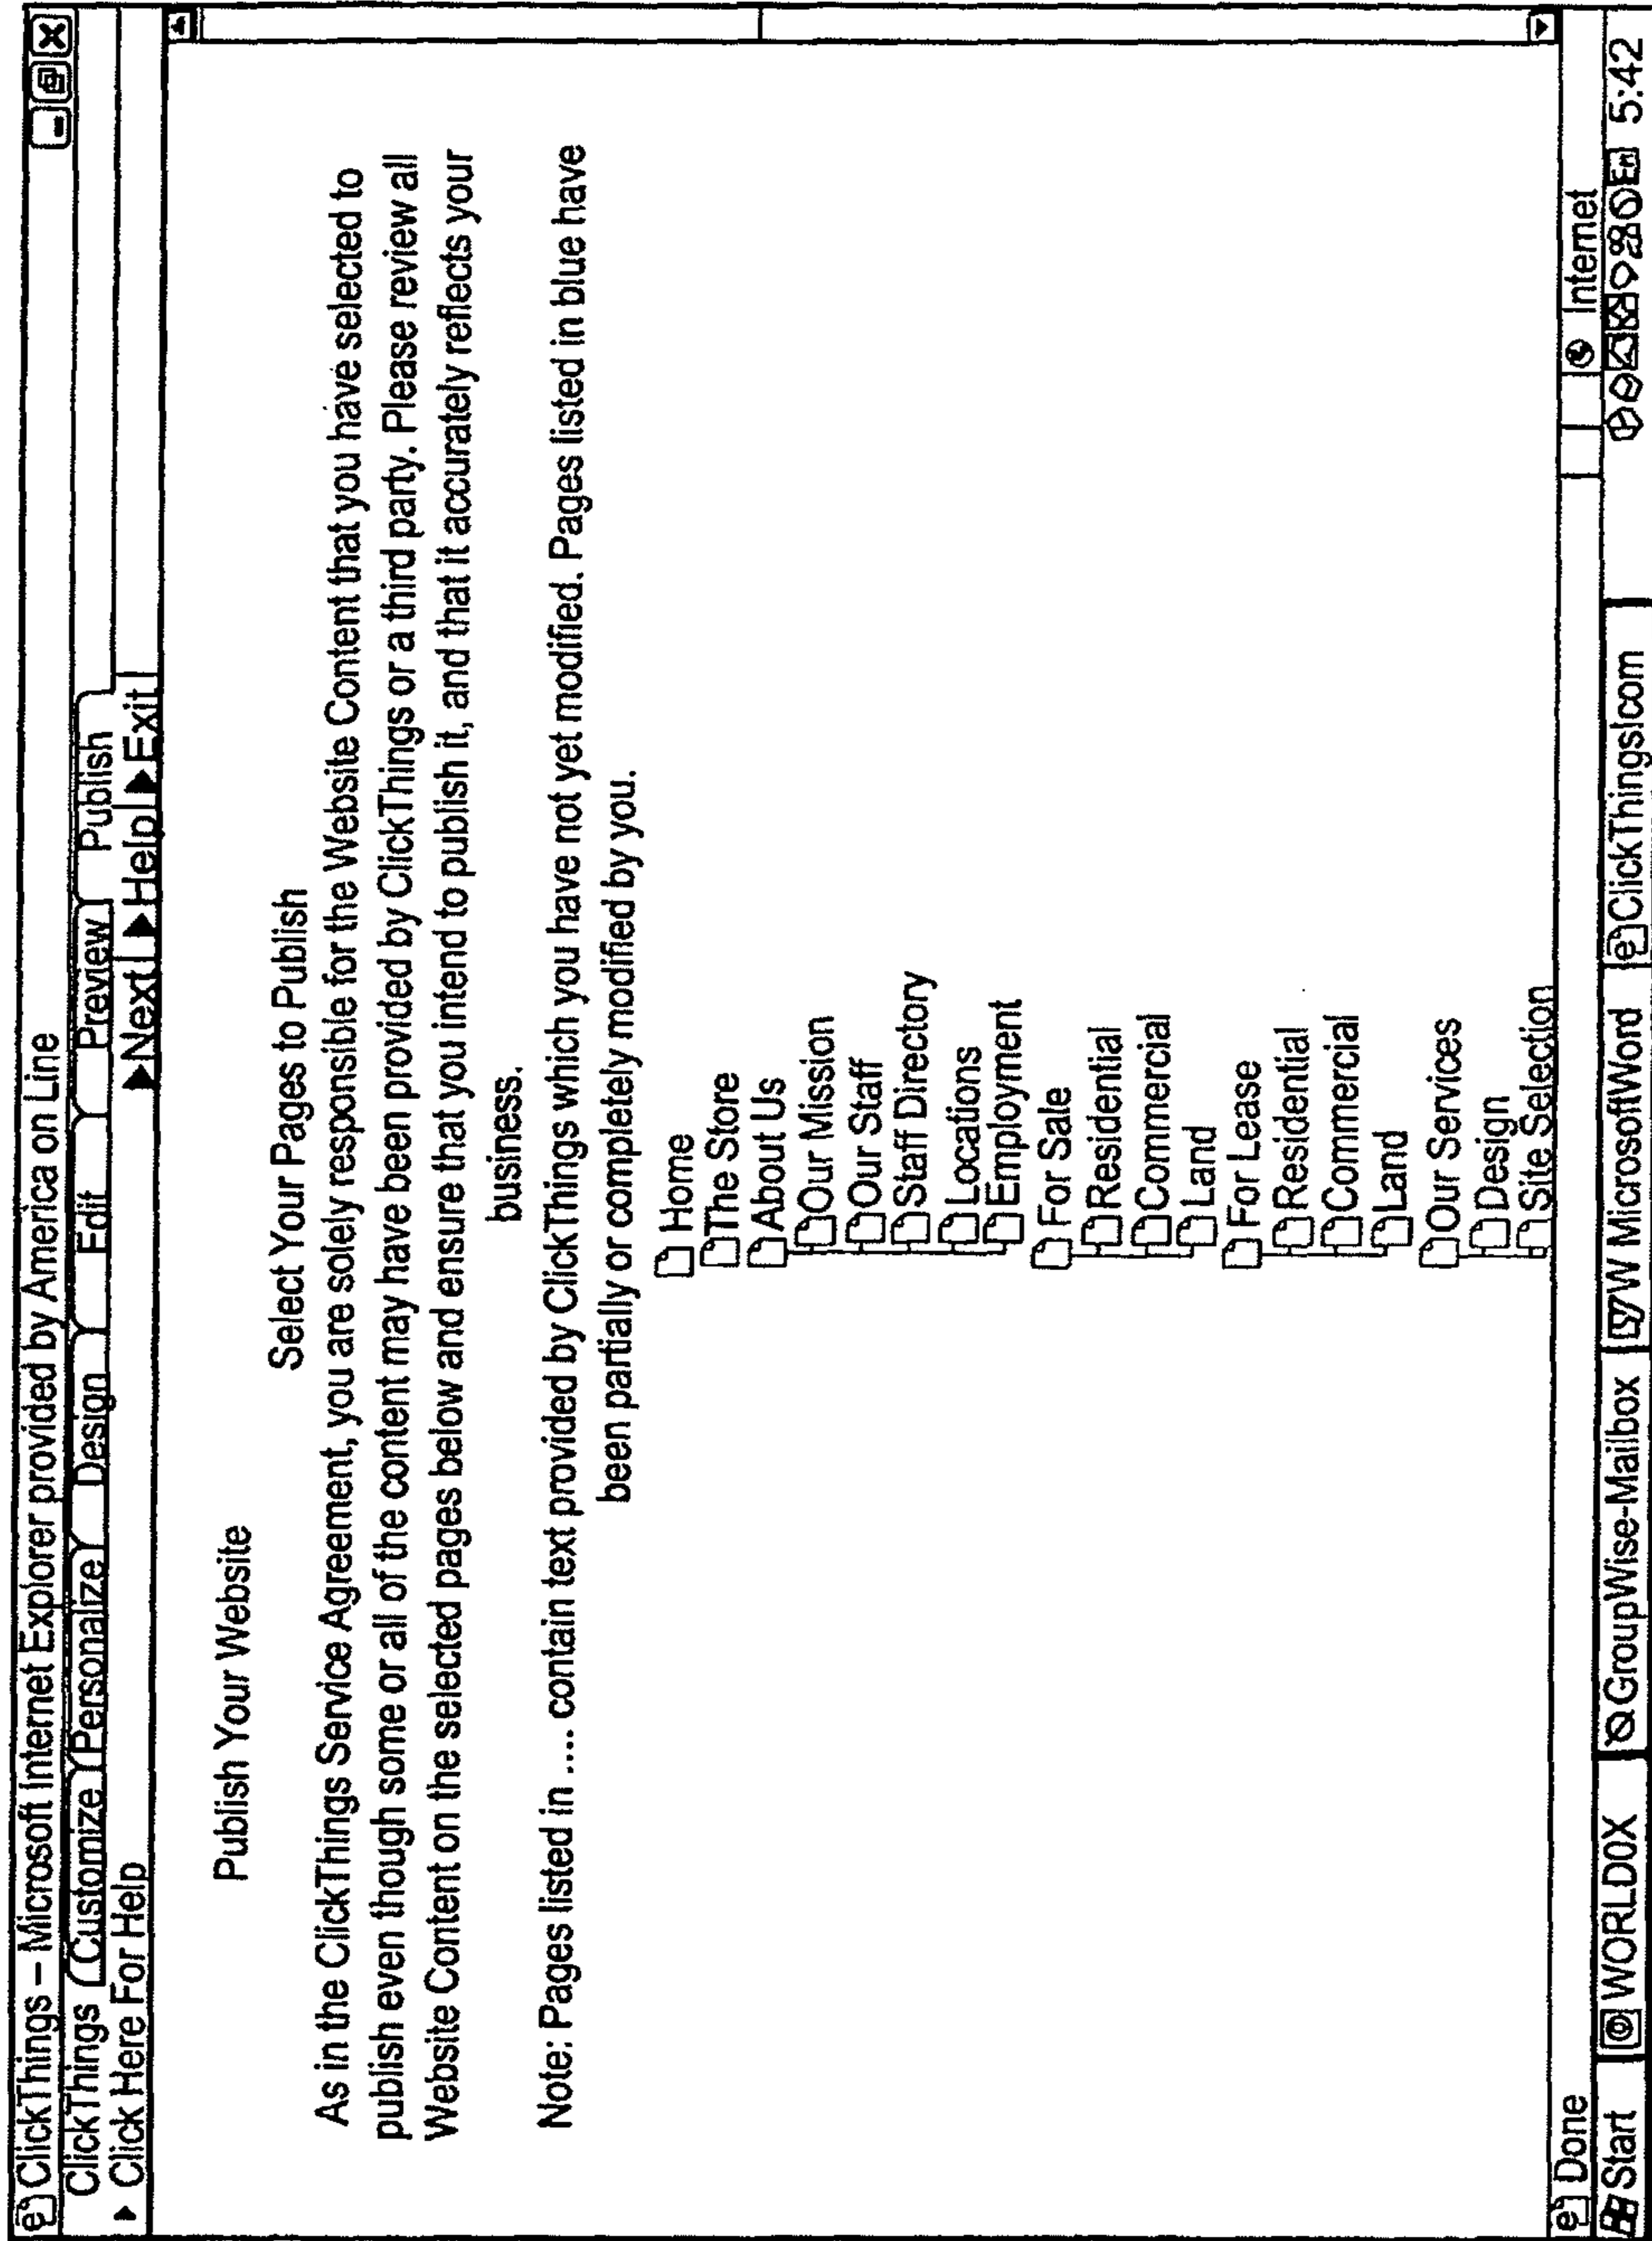 ClickThings – Microsoft Internet Explorer provided by America on Line
ClickThings Customize Personalize Design Edit Preview Publish
Click Here For Help Next Help Exit
Publish Your Website
Select Your Pages to Publish
As in the ClickThings Service Agreement, you are solely responsible for the Website Content that you have selected to
publish even though some or all of the content may have been provided by ClickThings or a third party. Please review all
Website Content on the selected pages below and ensure that you intend to publish it, and that it accurately reflects your
business.
Note: Pages listed in .... contain text provided by ClickThings which you have not yet modified. Pages listed in blue have
been partially or completely modified by you.
Home
The Store
About Us
Our Mission
Our Staff
Staff Directory
Locations
Employment
For Sale
Residential
Commercial
Land
For Lease
Residential
Commercial
Land
Our Services
Design
Site Selection
Done Internet
Start WORLDOX GroupWise-Mailbox W MicrosoftWord ClickThingslcom En 5:42